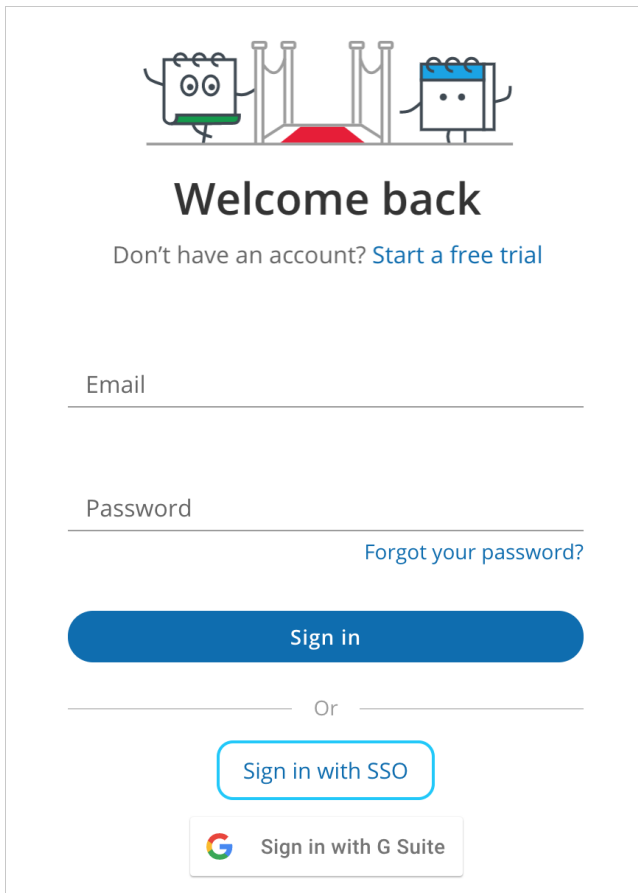 Welcome back
Don’t have an account? Start a free trial
Email
Password
Forgot your password?
Sign in
Or
Sign in with SSO
Sign in with G Suite